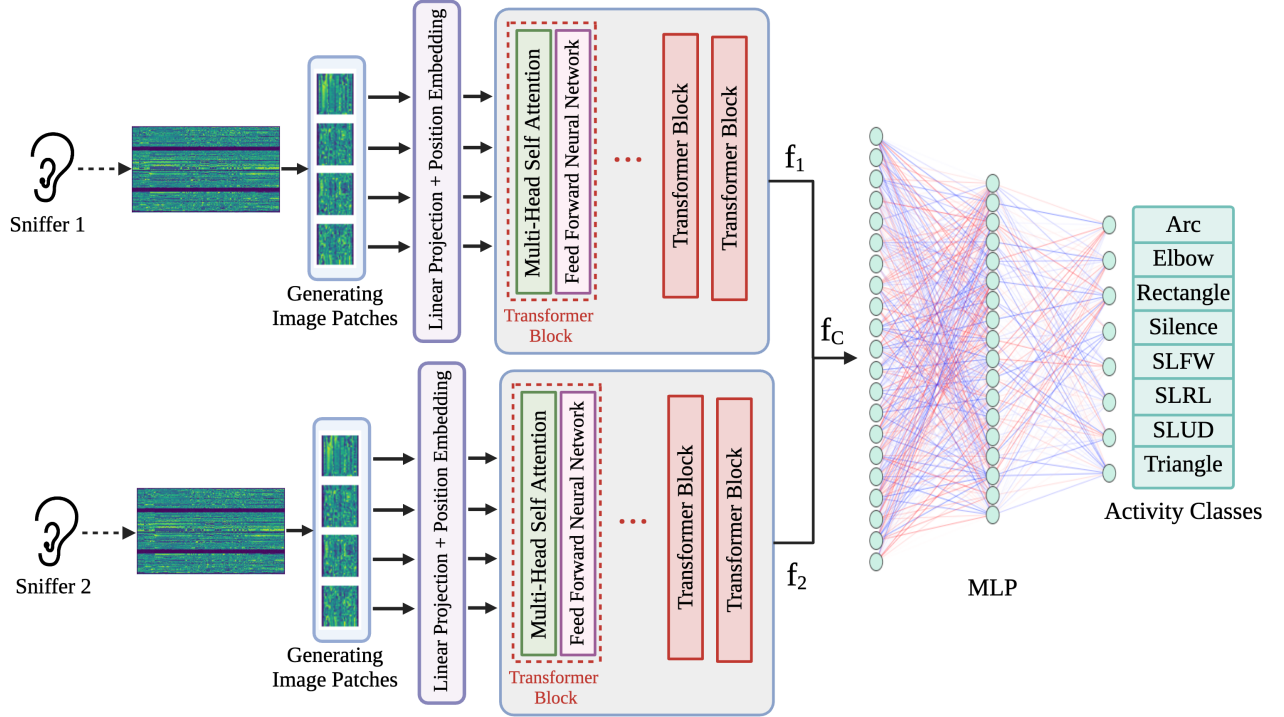 Sniffer 1
Generating
Image Patches
Linear Projection + Position Embedding
Multi-Head Self Attention
Feed Forward Neural Network
Transformer
Block
...
Transformer Block
Transformer Block
f1
Sniffer 2
Generating
Image Patches
Linear Projection + Position Embedding
Multi-Head Self Attention
Feed Forward Neural Network
Transformer
Block
...
Transformer Block
Transformer Block
f2
fC
MLP
Arc
Elbow
Rectangle
Silence
SLFW
SLRL
SLUD
Triangle
Activity Classes